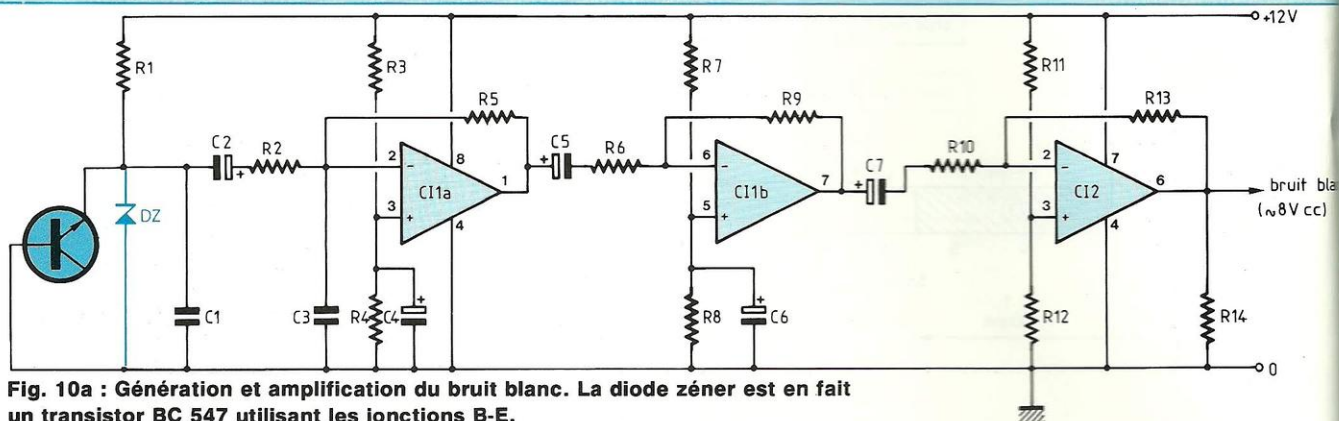 +12V
R1
R3
R7
R11
R5
R9
R13
C2
+
R2
2
−
8
CI1a
1
3
+
4
C5
+
R6
6
−
CI1b
7
5
+
C7
+
R10
2
−
7
CI2
6
3
+
4
bruit bla
(~8V cc)
DZ
C1
C3
R4
C4
+
R8
+
C6
R12
R14
0
Fig. 10a : Génération et amplification du bruit blanc. La diode zéner est en fait
un transistor BC 547 utilisant les jonctions B-E.